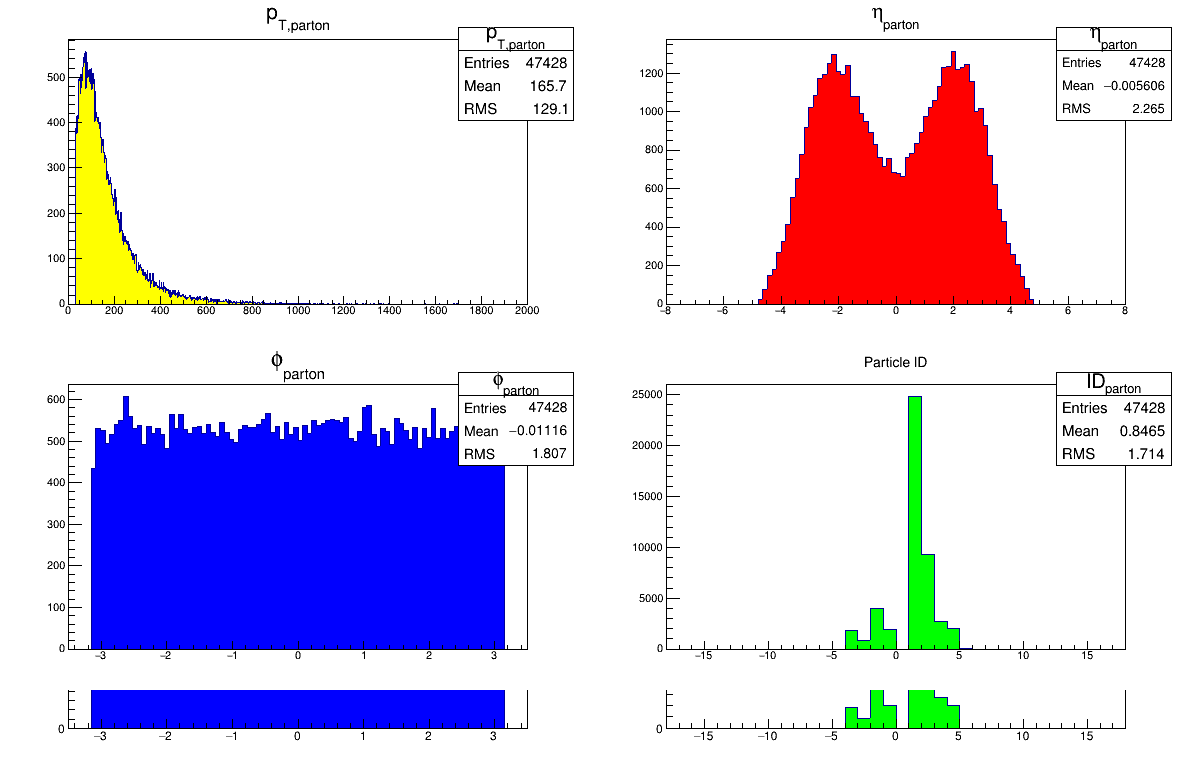 p_T,parton
p_T,parton
Entries 47428
Mean 165.7
RMS 129.1
500
400
300
200
100
0
0 200 400 600 800 1000 1200 1400 1600 1800 2000
η_parton
η_parton
Entries 47428
Mean −0.005606
RMS 2.265
1200
1000
800
600
400
200
0
−8 −6 −4 −2 0 2 4 6 8
ϕ_parton
ϕ_parton
Entries 47428
Mean −0.01116
RMS 1.807
600
500
400
300
200
100
0
−3 −2 −1 0 1 2 3
Particle ID
ID_parton
Entries 47428
Mean 0.8465
RMS 1.714
25000
20000
15000
10000
5000
0
−15 −10 −5 0 5 10 15
0
−3 −2 −1 0 1 2 3
0
−15 −10 −5 0 5 10 15